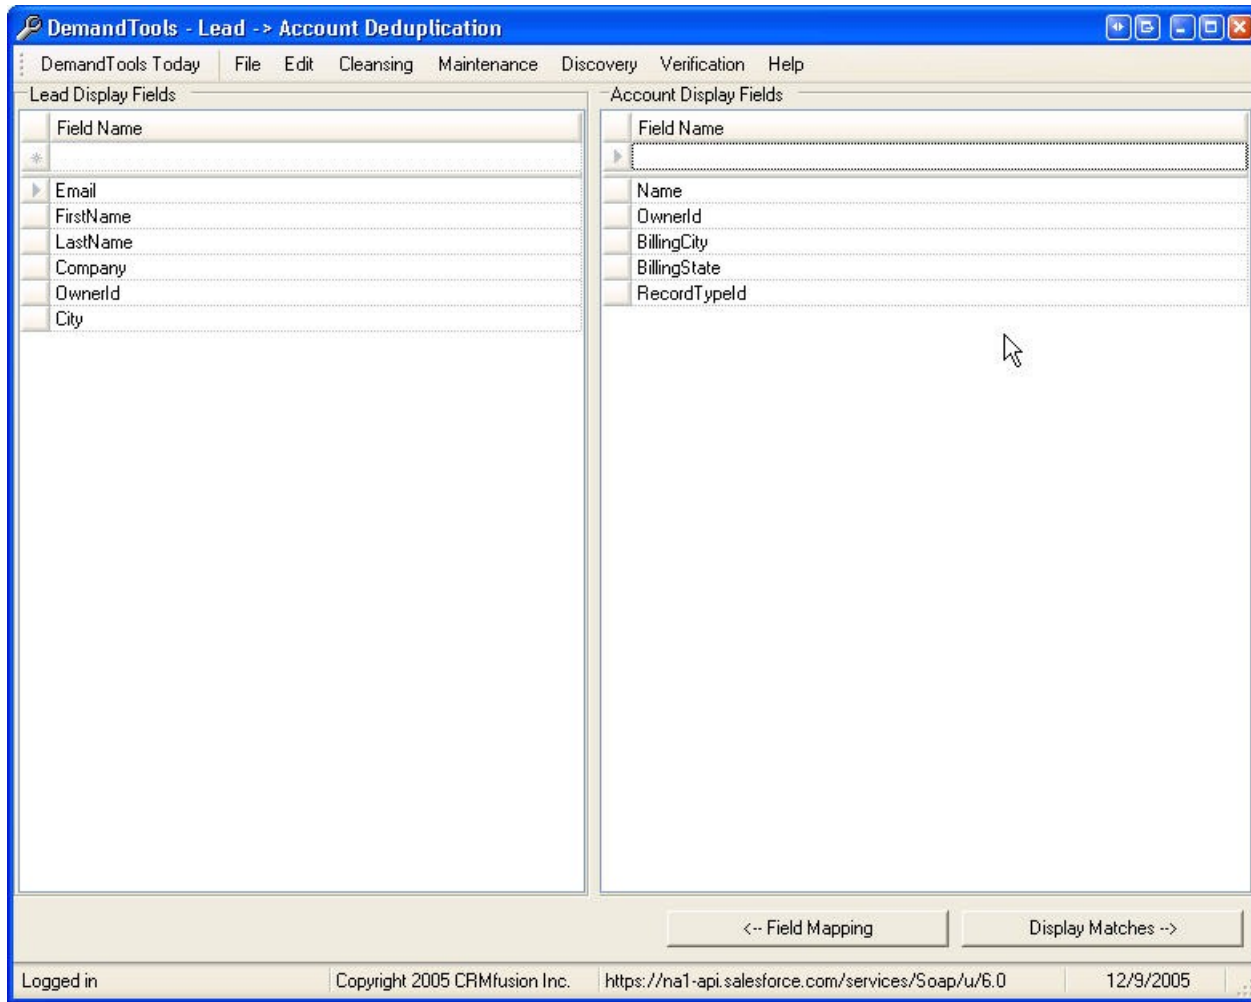 DemandTools - Lead -> Account Deduplication
DemandTools Today File Edit Cleansing Maintenance Discovery Verification Help
Lead Display Fields
Field Name
Email
FirstName
LastName
Company
OwnerId
City
Account Display Fields
Field Name
Name
OwnerId
BillingCity
BillingState
RecordTypeId
<-- Field Mapping
Display Matches -->
Logged in Copyright 2005 CRMfusion Inc. https://na1-api.salesforce.com/services/Soap/u/6.0 12/9/2005